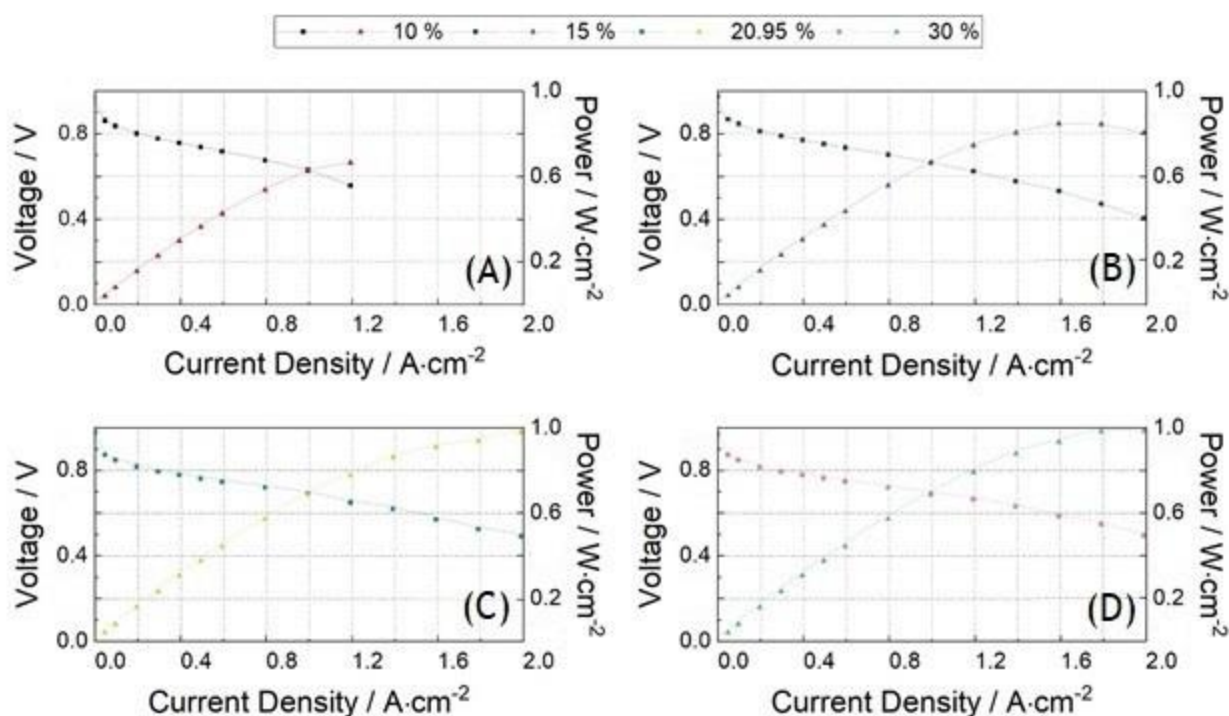 10 % 15 % 20.95 % 30 %
1.0
0.8
0.6
0.4
0.2
0.0
Voltage / V
Power / W·cm-2
(A)
0.0 0.4 0.8 1.2 1.6 2.0
Current Density / A·cm-2
1.0
0.8
0.6
0.4
0.2
0.0
Voltage / V
Power / W·cm-2
(B)
0.0 0.4 0.8 1.2 1.6 2.0
Current Density / A·cm-2
1.0
0.8
0.6
0.4
0.2
0.0
Voltage / V
Power / W·cm-2
(C)
0.0 0.4 0.8 1.2 1.6 2.0
Current Density / A·cm-2
1.0
0.8
0.6
0.4
0.2
0.0
Voltage / V
Power / W·cm-2
(D)
0.0 0.4 0.8 1.2 1.6 2.0
Current Density / A·cm-2